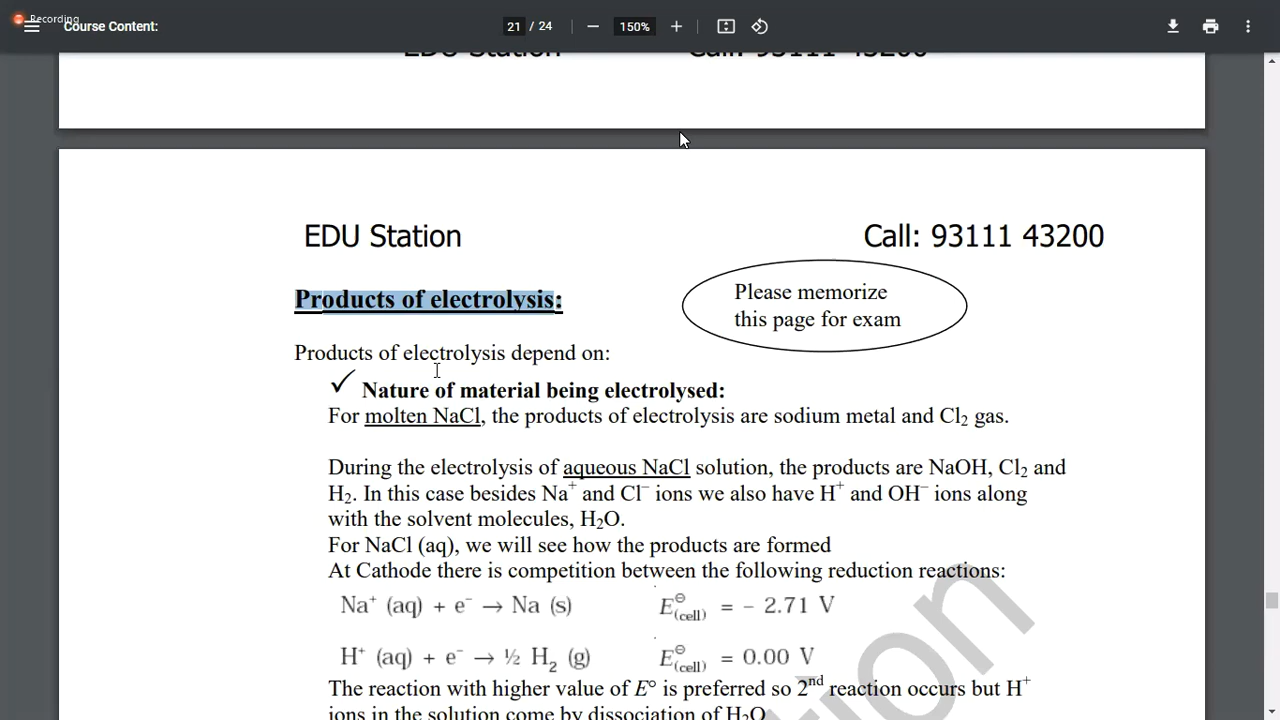 Recording
Course Content:
21 / 24
150%
EDU Station Call: 93111 43200
EDU Station Call: 93111 43200
Products of electrolysis:
Please memorize
this page for exam
Products of electrolysis depend on:
✓ Nature of material being electrolysed:
For molten NaCl, the products of electrolysis are sodium metal and Cl₂ gas.
During the electrolysis of aqueous NaCl solution, the products are NaOH, Cl₂ and
H₂. In this case besides Na⁺ and Cl⁻ ions we also have H⁺ and OH⁻ ions along
with the solvent molecules, H₂O.
For NaCl (aq), we will see how the products are formed
At Cathode there is competition between the following reduction reactions:
Na⁺ (aq) + e⁻ → Na (s) E⊖(cell) = – 2.71 V
H⁺ (aq) + e⁻ → ½ H₂ (g) E⊖(cell) = 0.00 V
The reaction with higher value of E° is preferred so 2nd reaction occurs but H⁺
ions in the solution come by dissociation of H₂O